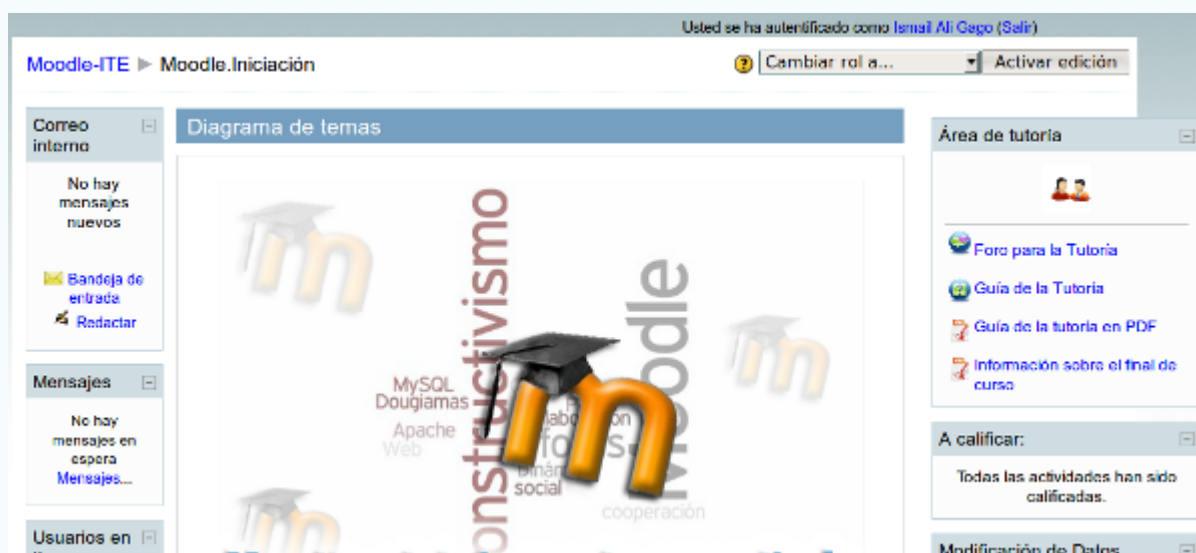 Usted se ha autentificado como Ismail Ali Gago (Salir)
Moodle-ITE ► Moodle.Iniciación
Cambiar rol a...
Activar edición
Correo
interno
No hay
mensajes
nuevos
Bandeja de
entrada
Redactar
Mensajes
No hay
mensajes en
espera
Mensajes...
Usuarios en
Diagrama de temas
constructivismo
Moodle
MySQL
Dougiamas
Apache
Web
social
cooperación
Área de tutoría
Foro para la Tutoría
Guía de la Tutoría
Guía de la tutoría en PDF
Información sobre el final de
curso
A calificar:
Todas las actividades han sido
calificadas.
Modificación de Datos